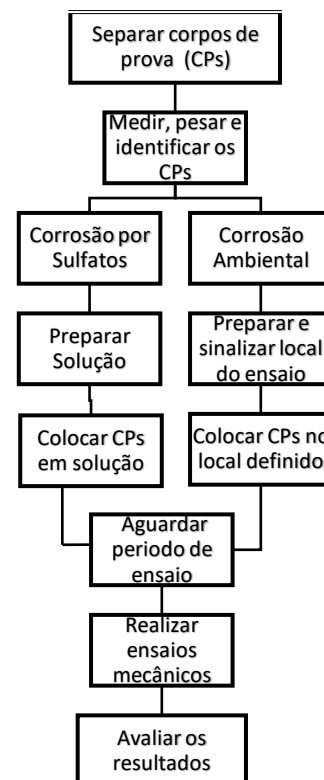 Separar corpos de
prova (CPs)
Medir, pesar e
identificar os
CPs
Corrosão por
Sulfatos
Corrosão
Ambiental
Preparar
Solução
Preparar e
sinalizar local
do ensaio
Colocar CPs
em solução
Colocar CPs no
local definido
Aguardar
periodo de
ensaio
Realizar
ensaios
mecânicos
Avaliar os
resultados